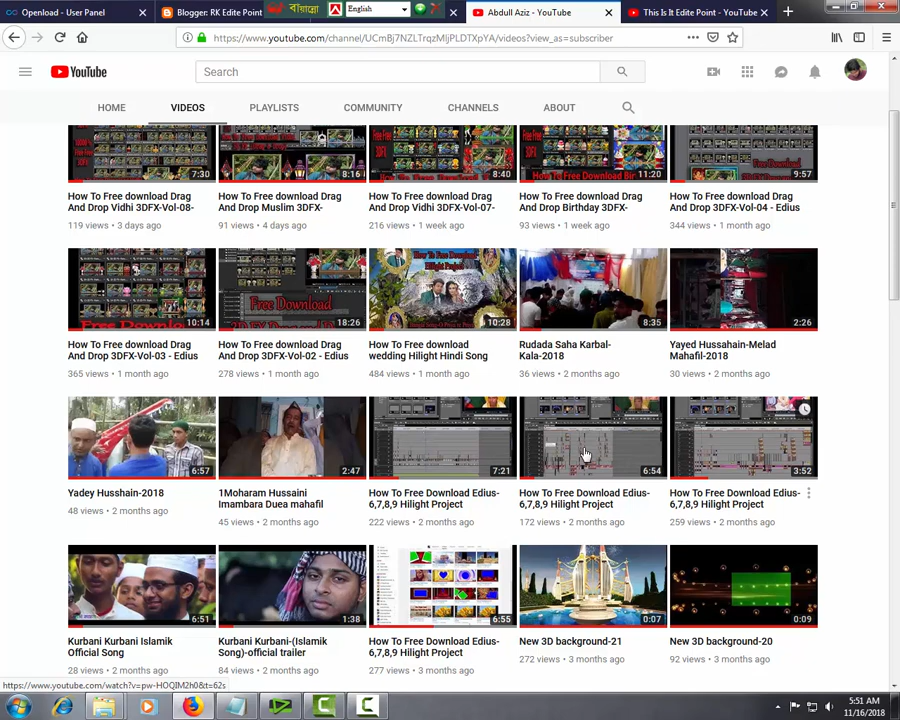 Openload - User Panel
Blogger: RK Edite Point
English
Abdull Aziz - YouTube
This Is It Edite Point - YouTube
https://www.youtube.com/channel/UCmBj7NZLTrqzMIjPLDTXpYA/videos?view_as=subscriber
YouTube
Search
HOME
VIDEOS
PLAYLISTS
COMMUNITY
CHANNELS
ABOUT
7:30
8:16
8:40
11:20
9:57
How To Free download Drag
And Drop Vidhi 3DFX-Vol-08-
119 views • 3 days ago
How To Free download Drag
And Drop Muslim 3DFX-
91 views • 4 days ago
How To Free download Drag
And Drop Vidhi 3DFX-Vol-07-
216 views • 1 week ago
How To Free download Drag
And Drop Birthday 3DFX-
93 views • 1 week ago
How To Free download Drag
And Drop 3DFX-Vol-04 - Edius
344 views • 1 month ago
10:14
Free Download
18:26
10:28
8:35
2:26
How To Free download Drag
And Drop 3DFX-Vol-03 - Edius
365 views • 1 month ago
How To Free download Drag
And Drop 3DFX-Vol-02 - Edius
278 views • 1 month ago
How To Free download
wedding Hilight Hindi Song
484 views • 1 month ago
Rudada Saha Karbal-
Kala-2018
36 views • 2 months ago
Yayed Hussahain-Melad
Mahafil-2018
30 views • 2 months ago
6:57
2:47
7:21
6:54
3:52
Yadey Husshain-2018
48 views • 2 months ago
1Moharam Hussaini
Imambara Duea mahafil
45 views • 2 months ago
How To Free Download Edius-
6,7,8,9 Hilight Project
222 views • 2 months ago
How To Free Download Edius-
6,7,8,9 Hilight Project
172 views • 2 months ago
How To Free Download Edius-
6,7,8,9 Hilight Project
259 views • 2 months ago
6:51
1:38
6:55
0:07
0:09
Kurbani Kurbani Islamik
Official Song
28 views • 2 months ago
Kurbani Kurbani-(Islamik
Song)-official trailer
84 views • 2 months ago
How To Free Download Edius-
6,7,8,9 Hilight Project
277 views • 3 months ago
New 3D background-21
272 views • 3 months ago
New 3D background-20
92 views • 3 months ago
https://www.youtube.com/watch?v=pw-HOQIM2h0&t=62s
5:51 AM
11/16/2018